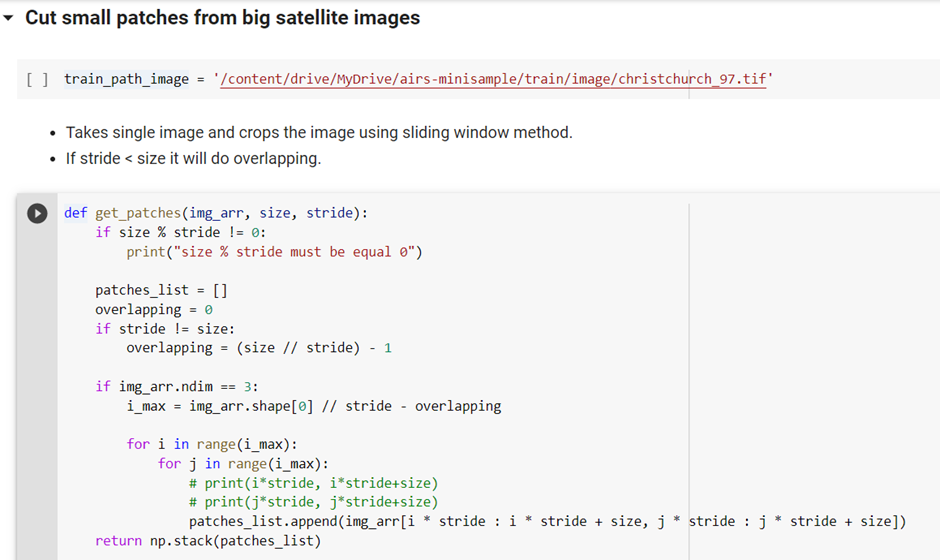 Cut small patches from big satellite images
[ ] train_path_image = '/content/drive/MyDrive/airs-minisample/train/image/christchurch_97.tif'
• Takes single image and crops the image using sliding window method.
• If stride < size it will do overlapping.
def get_patches(img_arr, size, stride):
    if size % stride != 0:
        print("size % stride must be equal 0")

    patches_list = []
    overlapping = 0
    if stride != size:
        overlapping = (size // stride) - 1

    if img_arr.ndim == 3:
        i_max = img_arr.shape[0] // stride - overlapping

        for i in range(i_max):
            for j in range(i_max):
                # print(i*stride, i*stride+size)
                # print(j*stride, j*stride+size)
                patches_list.append(img_arr[i * stride : i * stride + size, j * stride : j * stride + size])
    return np.stack(patches_list)